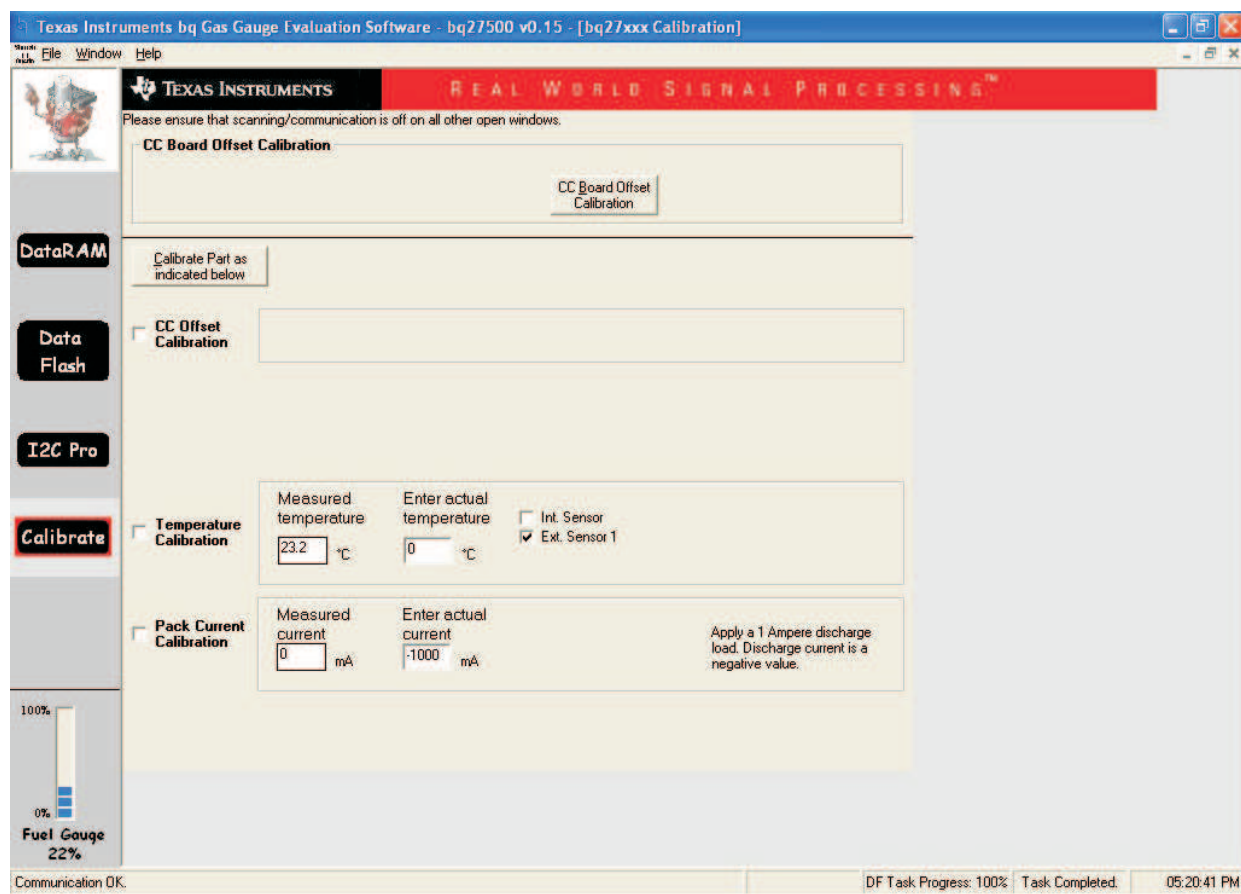 Texas Instruments bq Gas Gauge Evaluation Software - bq27500 v0.15 - [bq27xxx Calibration]
File Window Help
TEXAS INSTRUMENTS
REAL WORLD SIGNAL PROCESSING™
Please ensure that scanning/communication is off on all other open windows.
CC Board Offset Calibration
CC Board Offset
Calibration
DataRAM
Calibrate Part as
indicated below
Data
Flash
CC Offset
Calibration
I2C Pro
Calibrate
Temperature
Calibration
Measured
temperature
23.2 °C
Enter actual
temperature
0 °C
Int. Sensor
Ext. Sensor 1
Pack Current
Calibration
Measured
current
0 mA
Enter actual
current
-1000 mA
Apply a 1 Ampere discharge
load. Discharge current is a
negative value.
100%
0%
Fuel Gauge
22%
Communication OK.
DF Task Progress: 100%
Task Completed.
05:20:41 PM